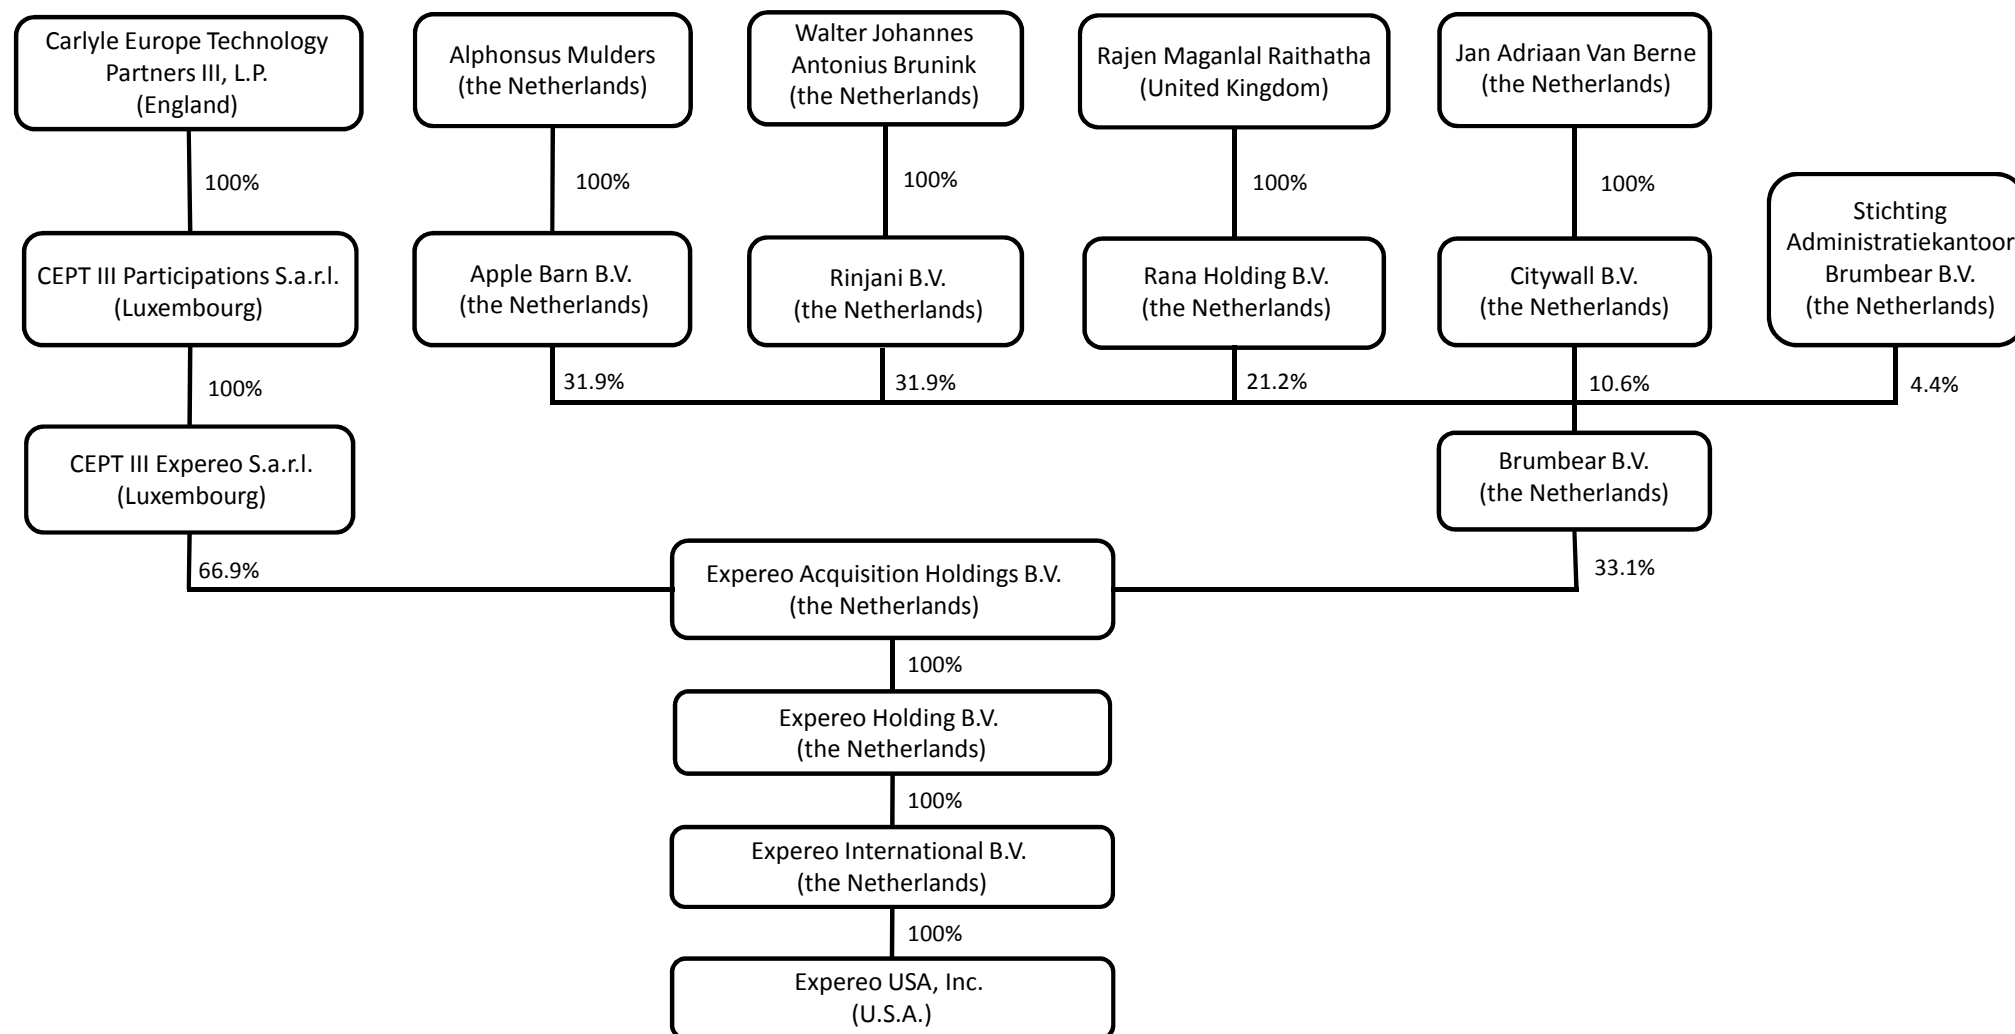 Carlyle Europe Technology
Partners III, L.P.
(England)
Alphonsus Mulders
(the Netherlands)
Walter Johannes
Antonius Brunink
(the Netherlands)
Rajen Maganlal Raithatha
(United Kingdom)
Jan Adriaan Van Berne
(the Netherlands)
100%
100%
100%
100%
100%
CEPT III Participations S.a.r.l.
(Luxembourg)
Apple Barn B.V.
(the Netherlands)
Rinjani B.V.
(the Netherlands)
Rana Holding B.V.
(the Netherlands)
Citywall B.V.
(the Netherlands)
Stichting
Administratiekantoor
Brumbear B.V.
(the Netherlands)
100%
31.9%
31.9%
21.2%
10.6%
4.4%
CEPT III Expereo S.a.r.l.
(Luxembourg)
Brumbear B.V.
(the Netherlands)
66.9%
33.1%
Expereo Acquisition Holdings B.V.
(the Netherlands)
100%
Expereo Holding B.V.
(the Netherlands)
100%
Expereo International B.V.
(the Netherlands)
100%
Expereo USA, Inc.
(U.S.A.)